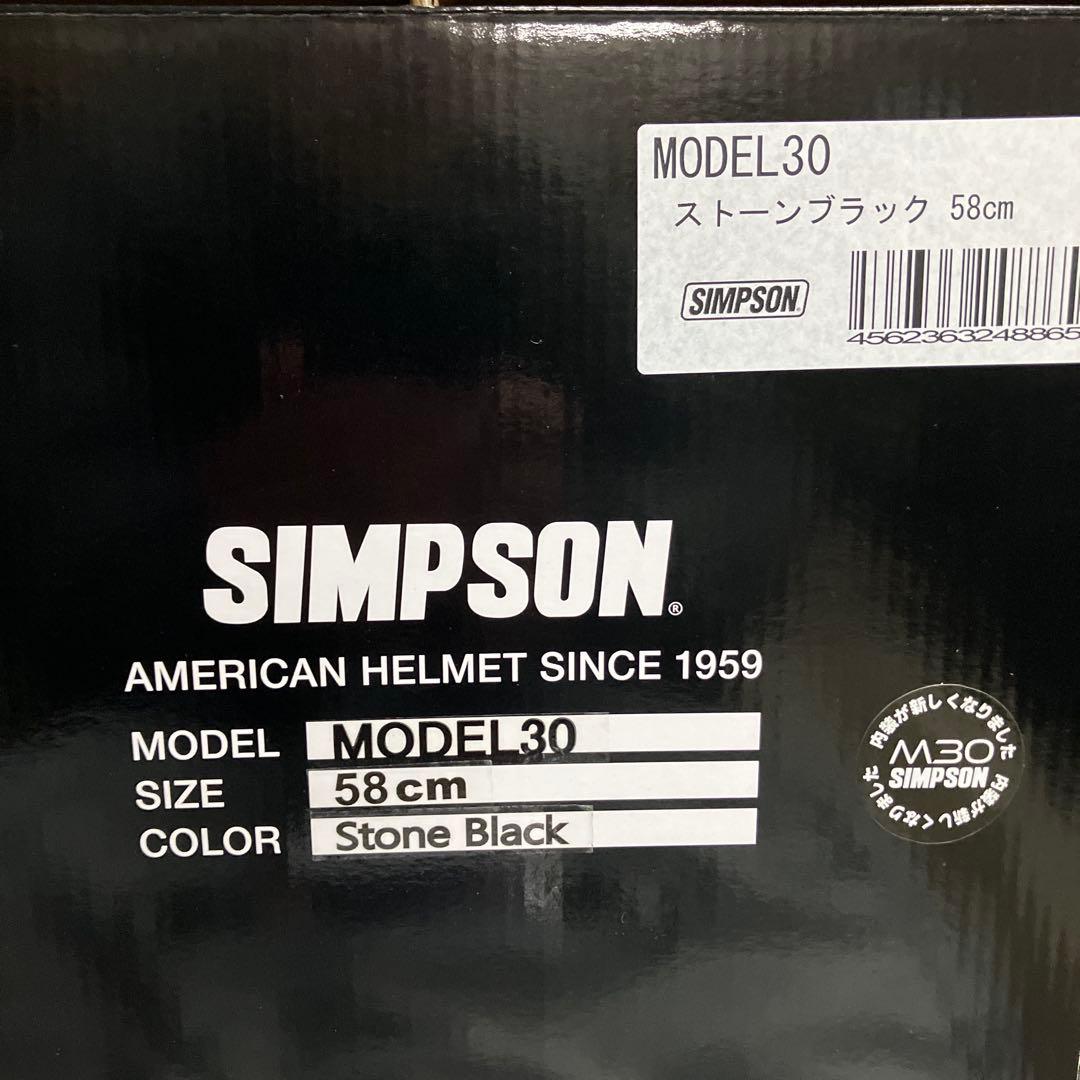 MODEL30
ストーンブラック 58cm
SIMPSON
4562363248865
SIMPSON®
AMERICAN HELMET SINCE 1959
MODEL MODEL30
SIZE 58cm
COLOR Stone Black
内装が新しくなりました
M30
SIMPSON
内装が新しくなりました